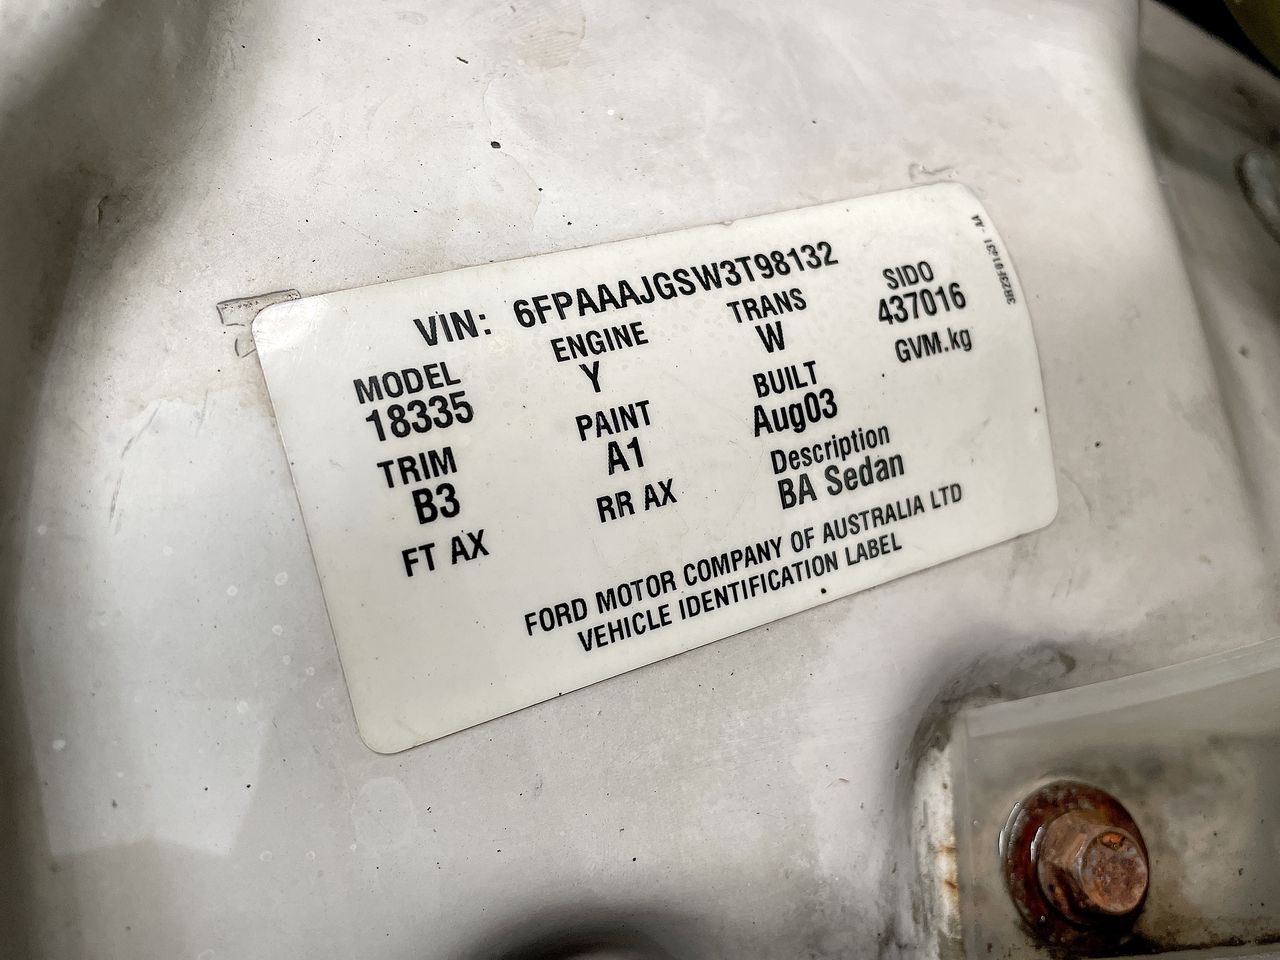 VIN: 6FPAAAJGSW3T98132
MODEL ENGINE TRANS SIDO
18335 Y W 437016
TRIM PAINT BUILT GVM.kg
B3 A1 Aug03
FT AX RR AX Description
BA Sedan
FORD MOTOR COMPANY OF AUSTRALIA LTD
VEHICLE IDENTIFICATION LABEL